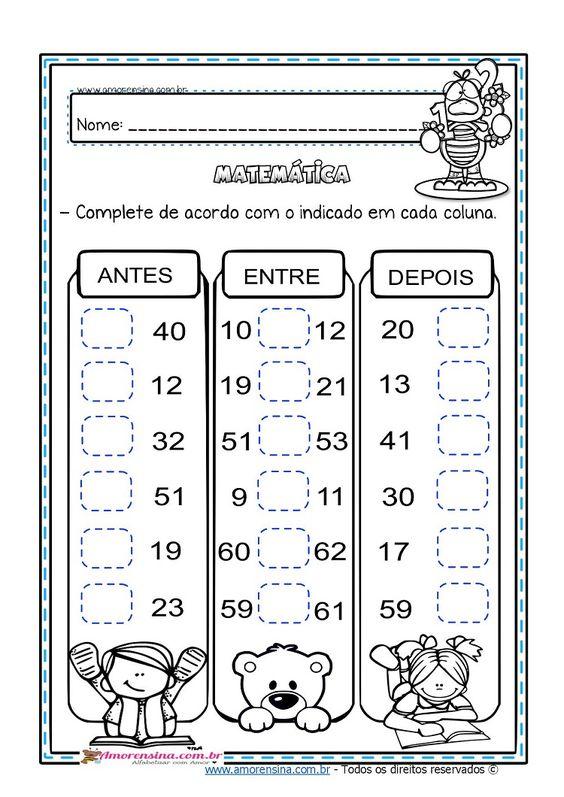 www.amorensina.com.br
Nome: ______________________________
MATEMÁTICA
- Complete de acordo com o indicado em cada coluna.
ANTES ENTRE DEPOIS
40 10 12 20
12 19 21 13
32 51 53 41
51 9 11 30
19 60 62 17
23 59 61 59
Amorensina.com.br
Alfabetizar com Amor
www.amorensina.com.br - Todos os direitos reservados ©